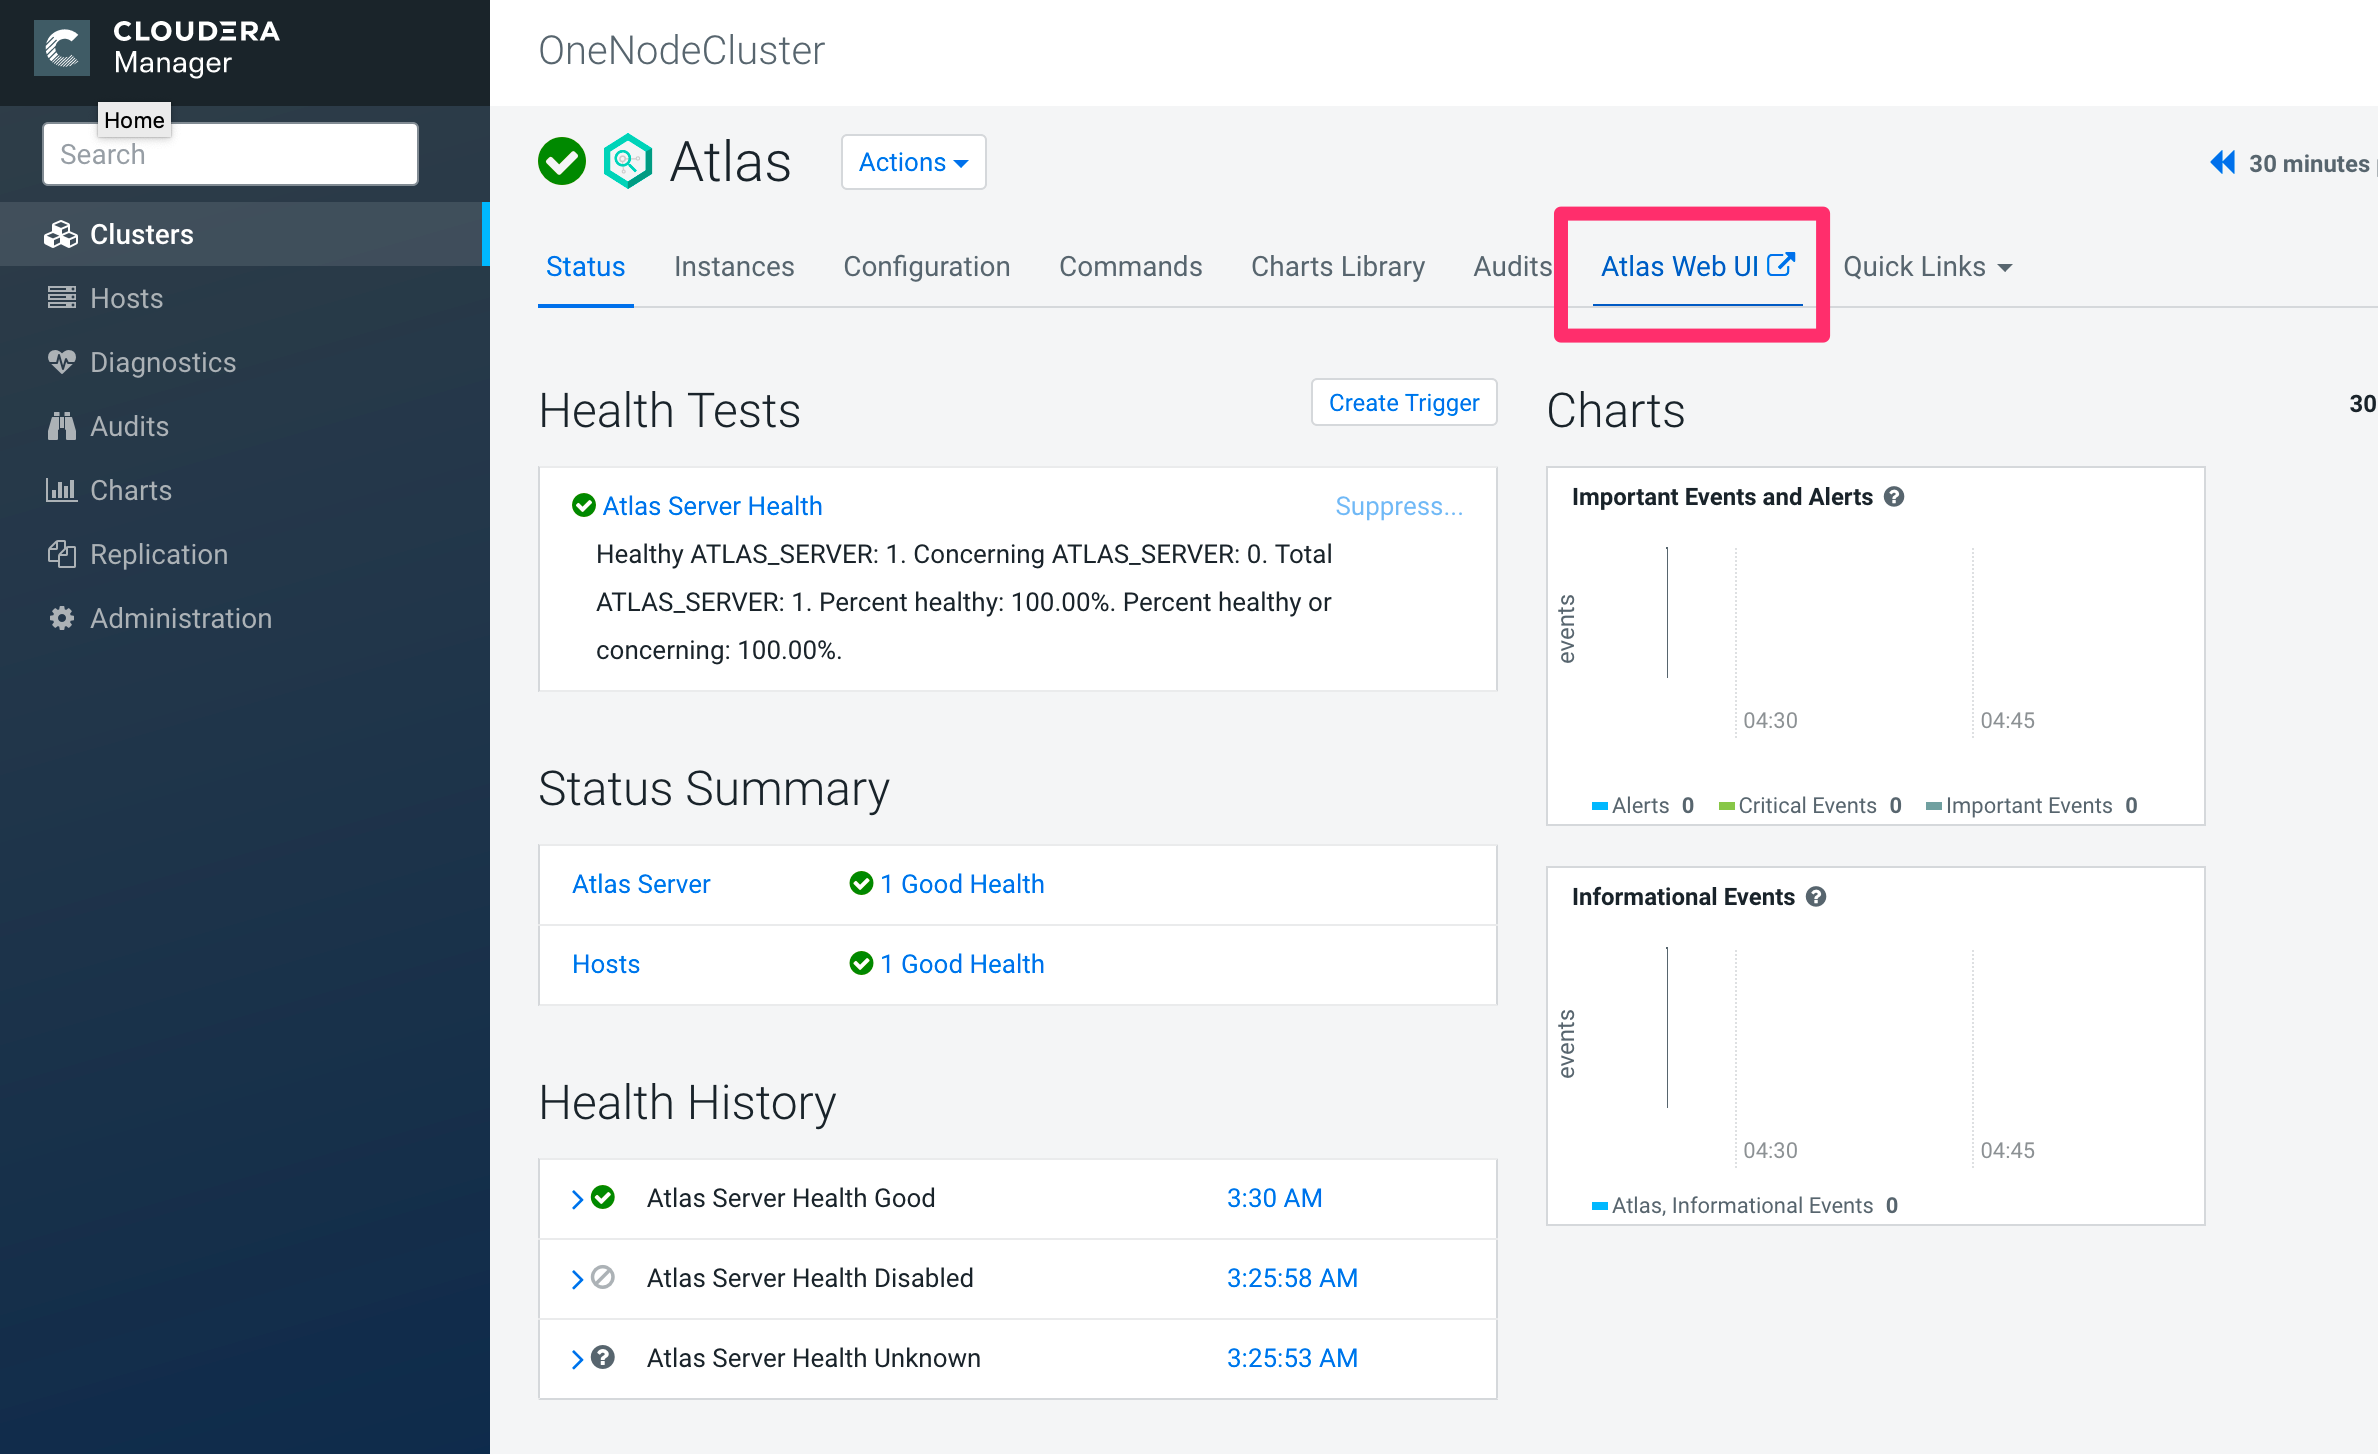 CLOUDERA
Manager
Home
Search
Clusters
Hosts
Diagnostics
Audits
Charts
Replication
Administration
OneNodeCluster
Atlas
Actions
30 minutes
Status
Instances
Configuration
Commands
Charts Library
Audits
Atlas Web UI
Quick Links
Health Tests
Create Trigger
Atlas Server Health
Suppress...
Healthy ATLAS_SERVER: 1. Concerning ATLAS_SERVER: 0. Total
ATLAS_SERVER: 1. Percent healthy: 100.00%. Percent healthy or
concerning: 100.00%.
Status Summary
Atlas Server
1 Good Health
Hosts
1 Good Health
Health History
Atlas Server Health Good
3:30 AM
Atlas Server Health Disabled
3:25:58 AM
Atlas Server Health Unknown
3:25:53 AM
Charts
30
Important Events and Alerts
events
04:30
04:45
Alerts 0
Critical Events 0
Important Events 0
Informational Events
events
04:30
04:45
Atlas, Informational Events 0